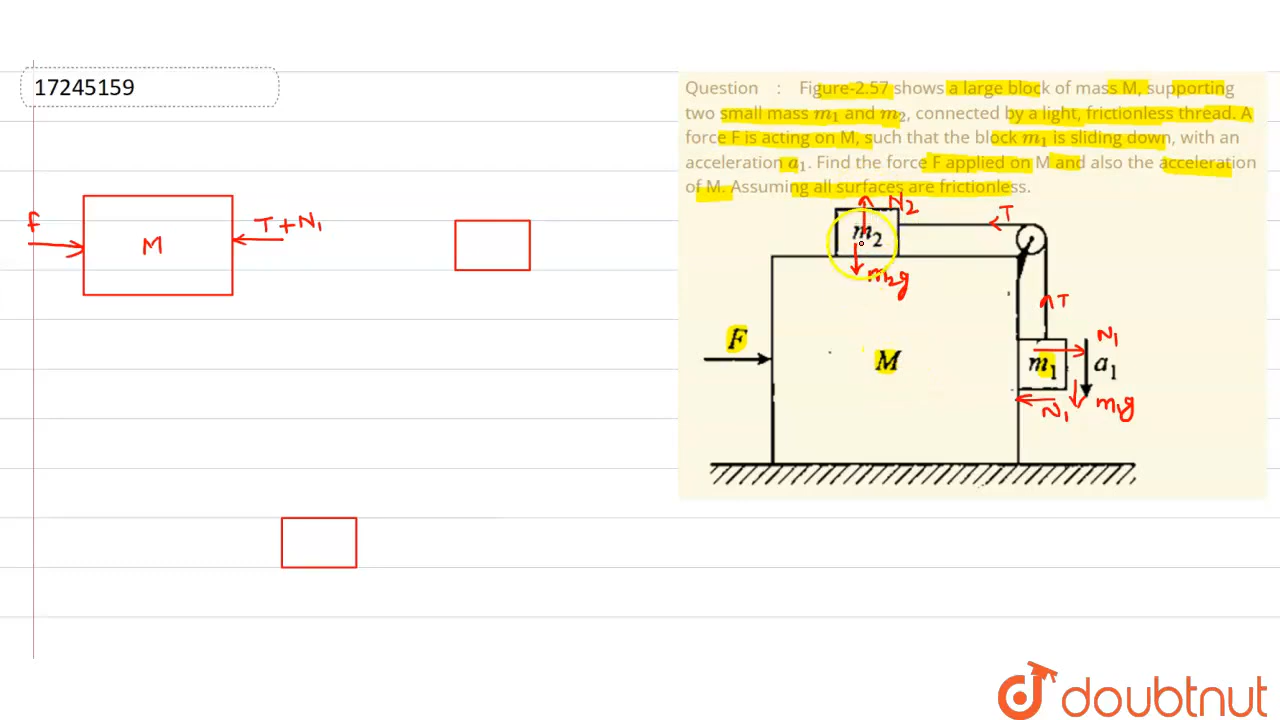 17245159
Question : Figure-2.57 shows a large block of mass M, supporting
two small mass m₁ and m₂, connected by a light, frictionless thread. A
force F is acting on M, such that the block m₁ is sliding down, with an
acceleration a₁. Find the force F applied on M and also the acceleration
of M. Assuming all surfaces are frictionless.
F
M
T+N₁
N₂
T
m₂
m₂g
T
F
M
N₁
m₁
a₁
N₁
m₁g
doubtnut